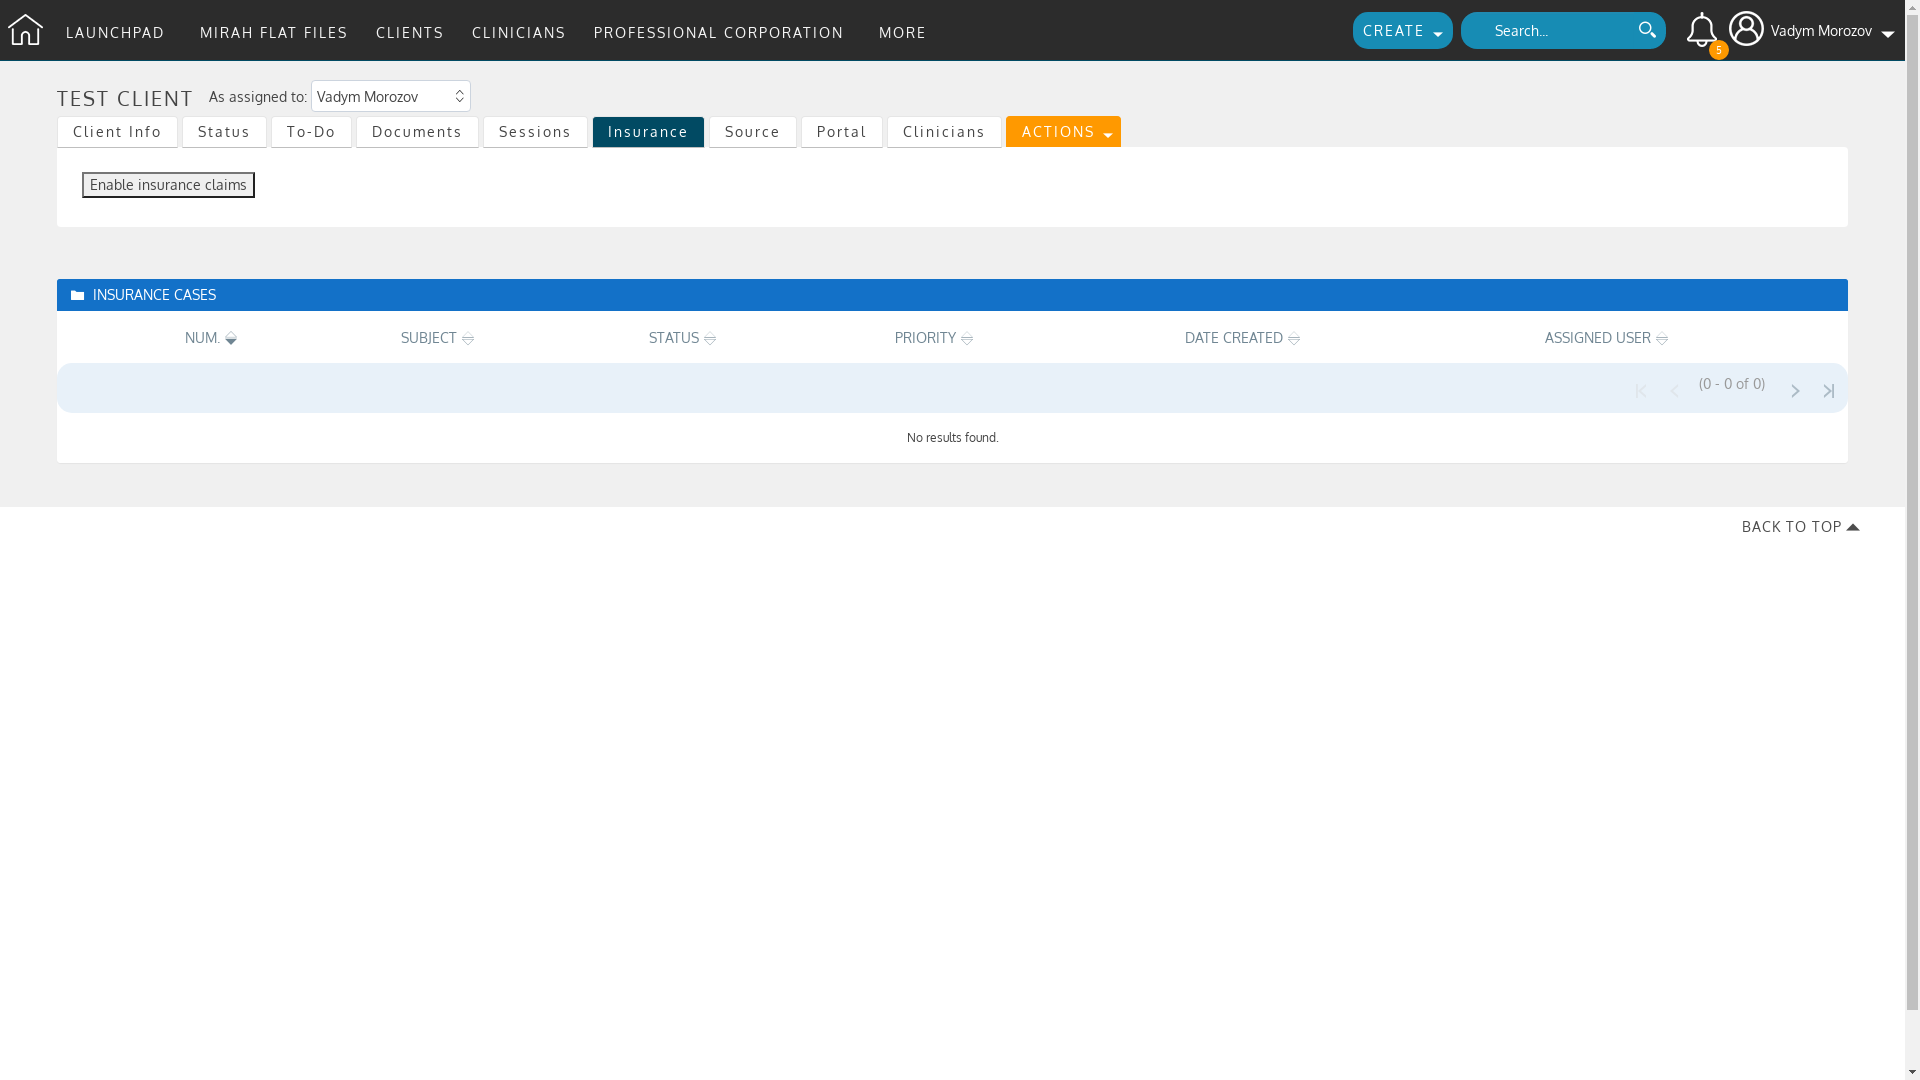 LAUNCHPAD MIRAH FLAT FILES CLIENTS CLINICIANS PROFESSIONAL CORPORATION MORE CREATE Search... 5 Vadym Morozov
TEST CLIENT As assigned to: Vadym Morozov
Client Info Status To-Do Documents Sessions Insurance Source Portal Clinicians ACTIONS
Enable insurance claims
INSURANCE CASES
NUM. SUBJECT STATUS PRIORITY DATE CREATED ASSIGNED USER
(0 - 0 of 0)
No results found.
BACK TO TOP